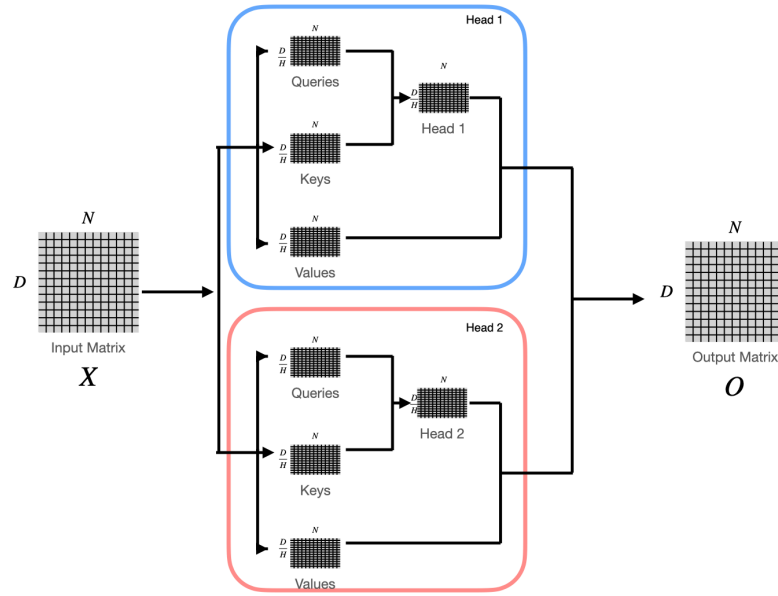 Head 1
N
D/H
Queries
N
D/H
Head 1
N
D/H
Keys
N
D/H
Values
N
D
Input Matrix
X
N
D
Output Matrix
O
Head 2
N
D/H
Queries
N
D/H
Head 2
N
D/H
Keys
N
D/H
Values